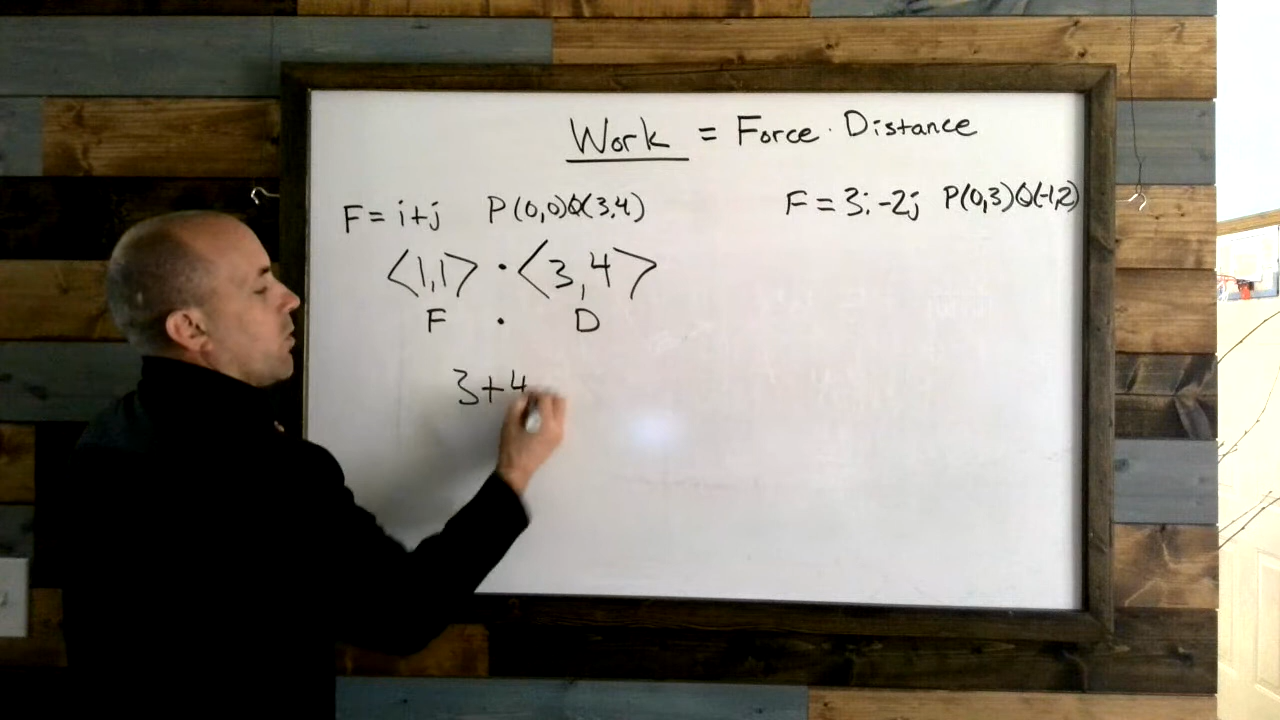 Work = Force · Distance
F = i+j P(0,0)Q(3,4)
F = 3i-2j P(0,3)Q(-1,2)
<1,1> · <3,4>
F · D
3+4